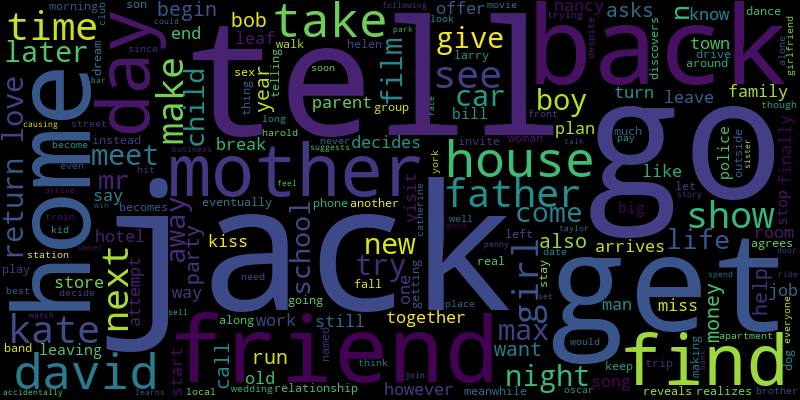 following
movie
morning
son
club
could
trying
dance
time
day
begin
bob
take
offer
nancy
n
know
later
end
leaf
telling
film
give
asks
town
back
despite
discovers
girlfriend
alone
dream
bar
since
walk
helen
look
park
larry
see
drive
around
tell
sex
soon
year
thing
make
child
parent
group
car
boy
turn
leave
family
though
home
return love
causing
street
become
instead
even
long
harold
race
bill
front
plan
much
pay
police
outside
sister
meet
break
decides
never
suggests
woman
talk
go
finally
stop
mr
say
hit
business
mother
york
invite
house
like
let
story
win
becomes
arrive
away
feel
father
visit
catherine
eventually
phone
another
come
show
big
train
kid
hotel
party
school
kiss
new
well
good
taylor
left
also
life
room
station
owner
attempt
jack
penny
real
girl
date
arrives
agrees
door
play
store
next
need
try
one
fall
getting
stay
get
man
miss
money
help
job
ride
best
decide
way
going
place
set
spend
everyone
watch
sell
along
work
still
together
max
would
kate
band
leaving
start
call
friend
named
however
want
find
apartment
david
run
think
join
meanwhile
night
song
keep
trip
making
bank
dog
accidentally
learns
local
old
wedding
relationship
oscar
reveals
realizes
brother